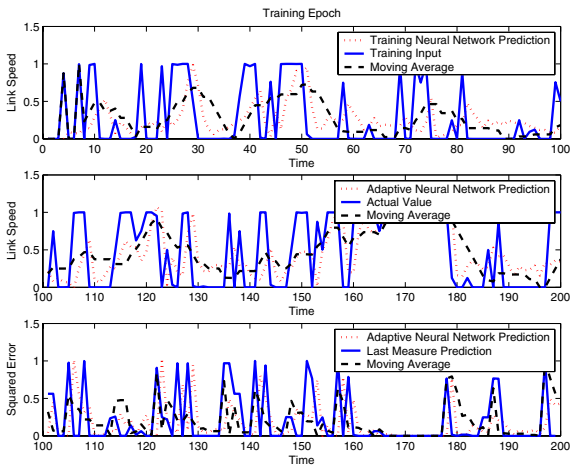 Training Epoch
1.5
1
0.5
0
Link Speed
Training Neural Network Prediction
Training Input
Moving Average
0 10 20 30 40 50 60 70 80 90 100
Time
1.5
1
0.5
0
Link Speed
Adaptive Neural Network Prediction
Actual Value
Moving Average
100 110 120 130 140 150 160 170 180 190 200
Time
1.5
1
0.5
0
Squared Error
Adaptive Neural Network Prediction
Last Measure Prediction
Moving Average
100 110 120 130 140 150 160 170 180 190 200
Time